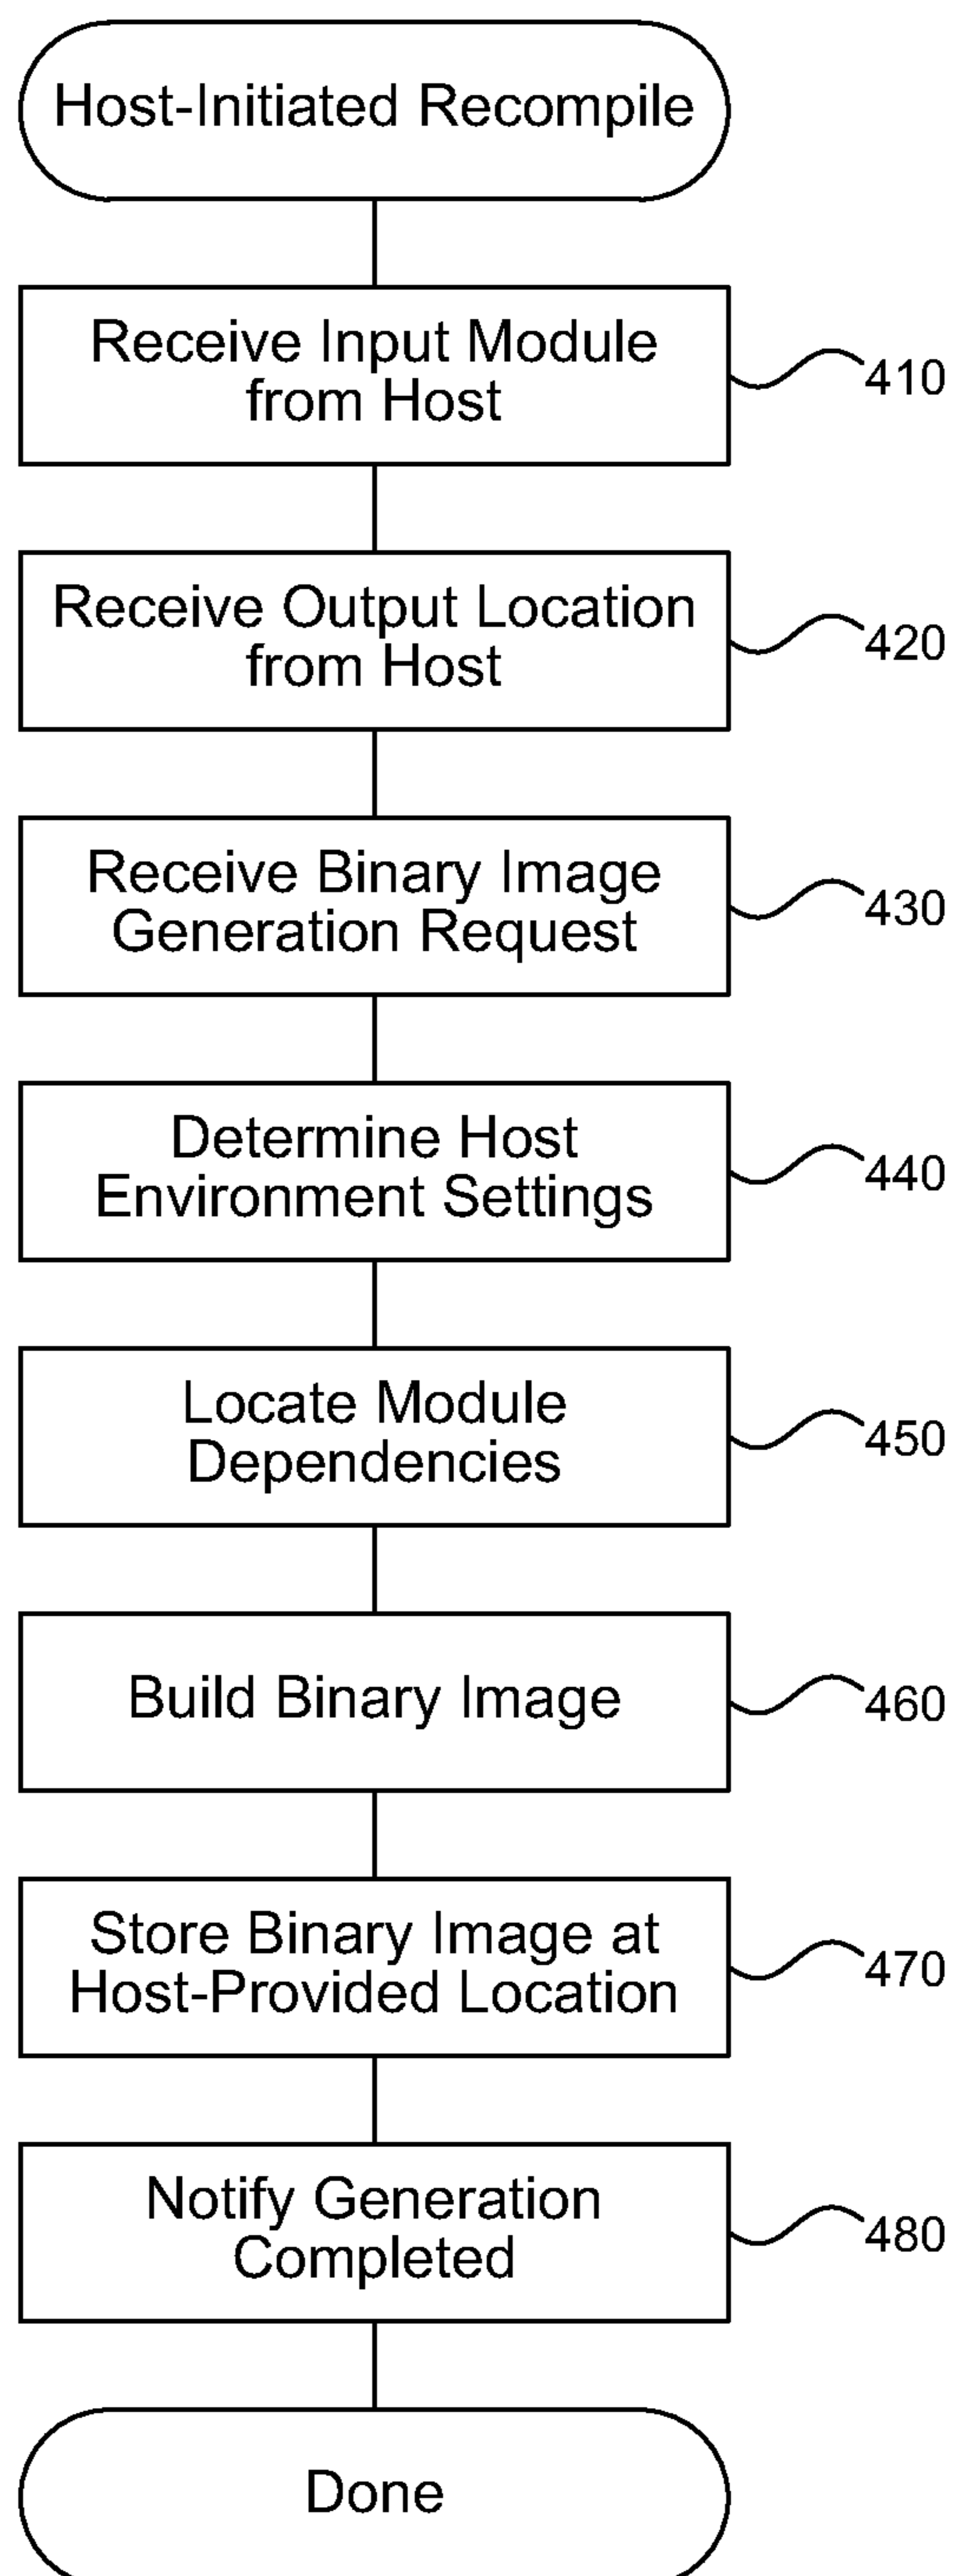 Host-Initiated Recompile
Receive Input Module
from Host
410
Receive Output Location
from Host
420
Receive Binary Image
Generation Request
430
Determine Host
Environment Settings
440
Locate Module
Dependencies
450
Build Binary Image
460
Store Binary Image at
Host-Provided Location
470
Notify Generation
Completed
480
Done